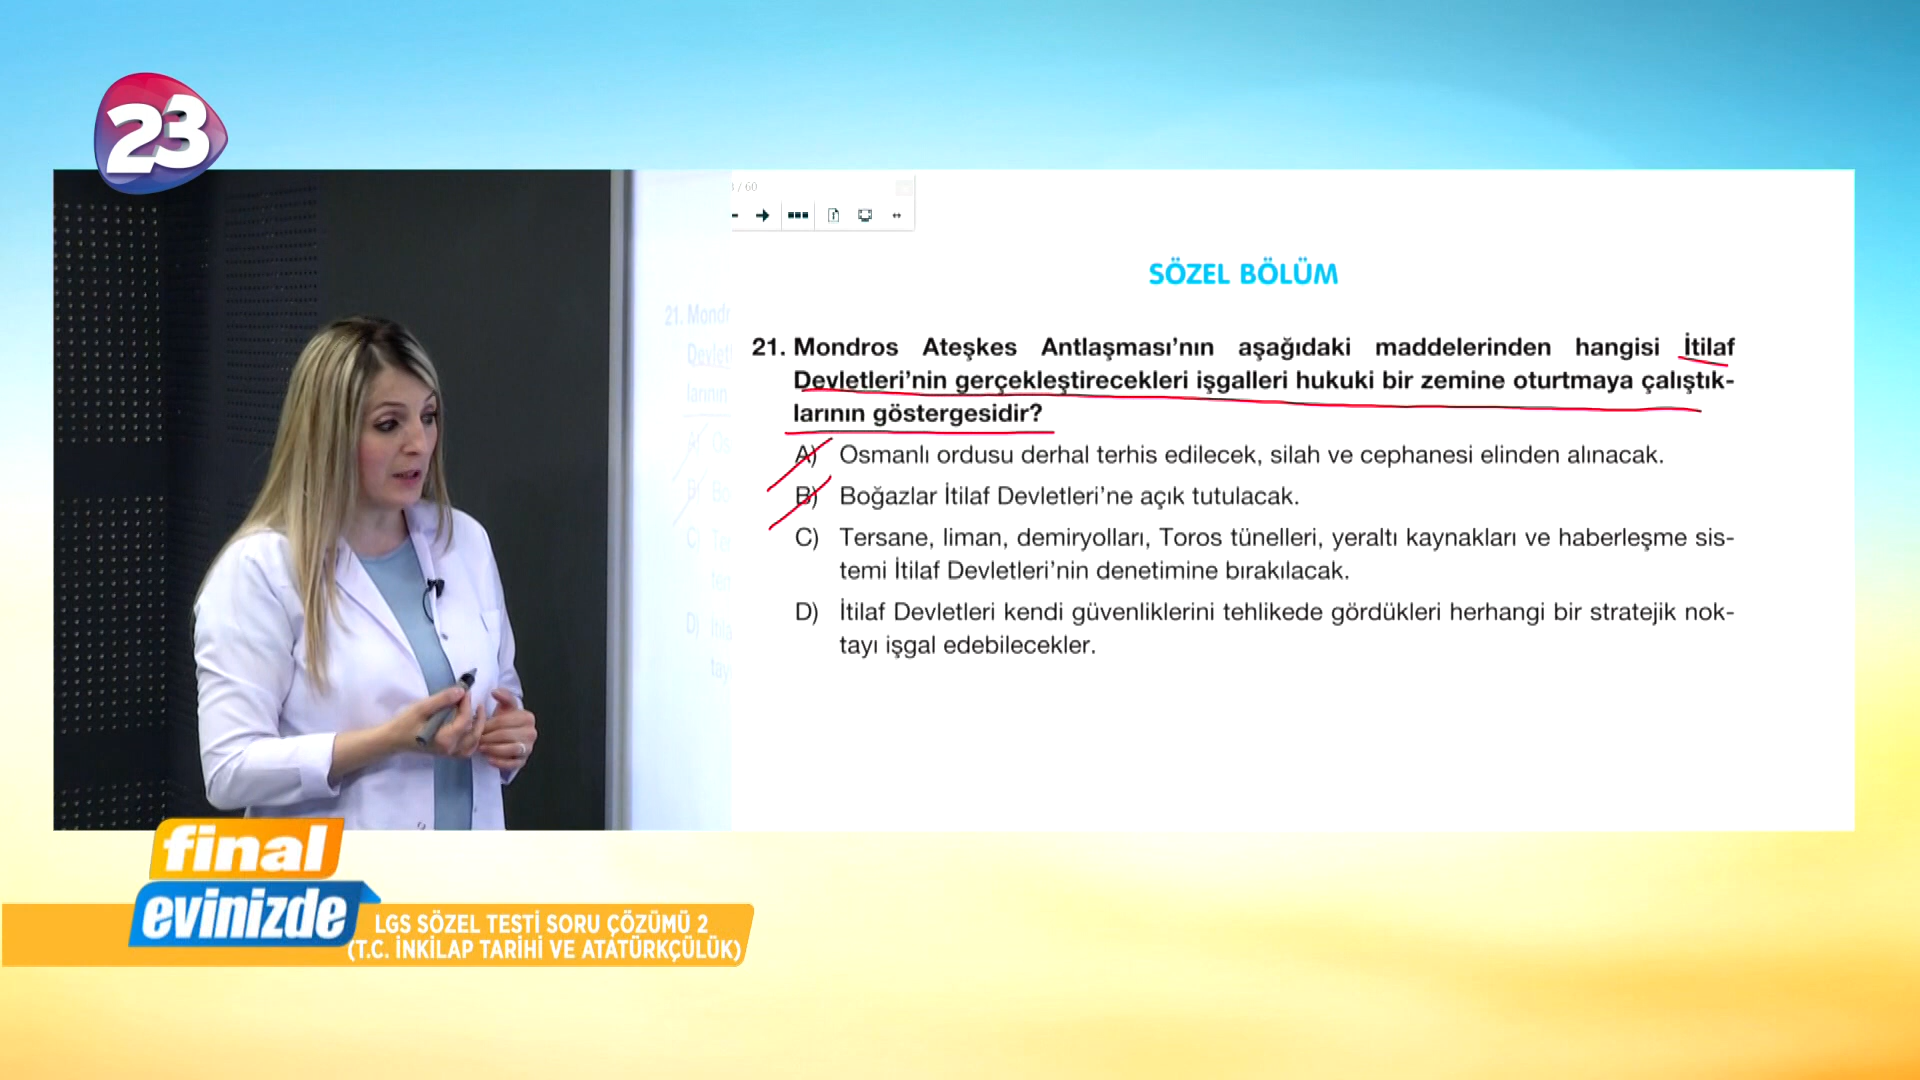 23
/ 60
SÖZEL BÖLÜM
21. Mondros Ateşkes Antlaşması’nın aşağıdaki maddelerinden hangisi İtilaf
Devletleri’nin gerçekleştirecekleri işgalleri hukuki bir zemine oturtmaya çalıştık-
larının göstergesidir?
A) Osmanlı ordusu derhal terhis edilecek, silah ve cephanesi elinden alınacak.
B) Boğazlar İtilaf Devletleri’ne açık tutulacak.
C) Tersane, liman, demiryolları, Toros tünelleri, yeraltı kaynakları ve haberleşme sis-
temi İtilaf Devletleri’nin denetimine bırakılacak.
D) İtilaf Devletleri kendi güvenliklerini tehlikede gördükleri herhangi bir stratejik nok-
tayı işgal edebilecekler.
final
evinizde
LGS SÖZEL TESTİ SORU ÇÖZÜMÜ 2
(T.C. İNKİLAP TARİHİ VE ATATÜRKÇÜLÜK)